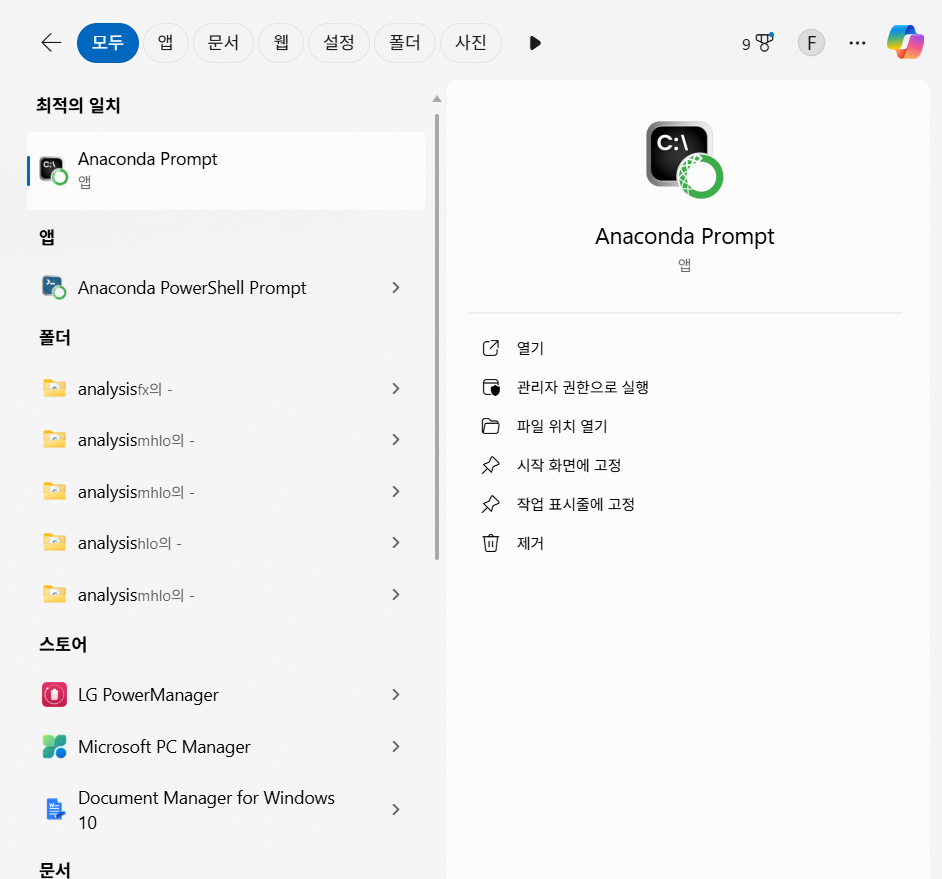 모두
앱
문서
웹
설정
폴더
사진
9
F
최적의 일치
Anaconda Prompt
앱
앱
Anaconda PowerShell Prompt
폴더
analysisfx의 -
analysismhlo의 -
analysismhlo의 -
analysishlo의 -
analysismhlo의 -
스토어
LG PowerManager
Microsoft PC Manager
Document Manager for Windows
10
문서
C:\
Anaconda Prompt
앱
열기
관리자 권한으로 실행
파일 위치 열기
시작 화면에 고정
작업 표시줄에 고정
제거